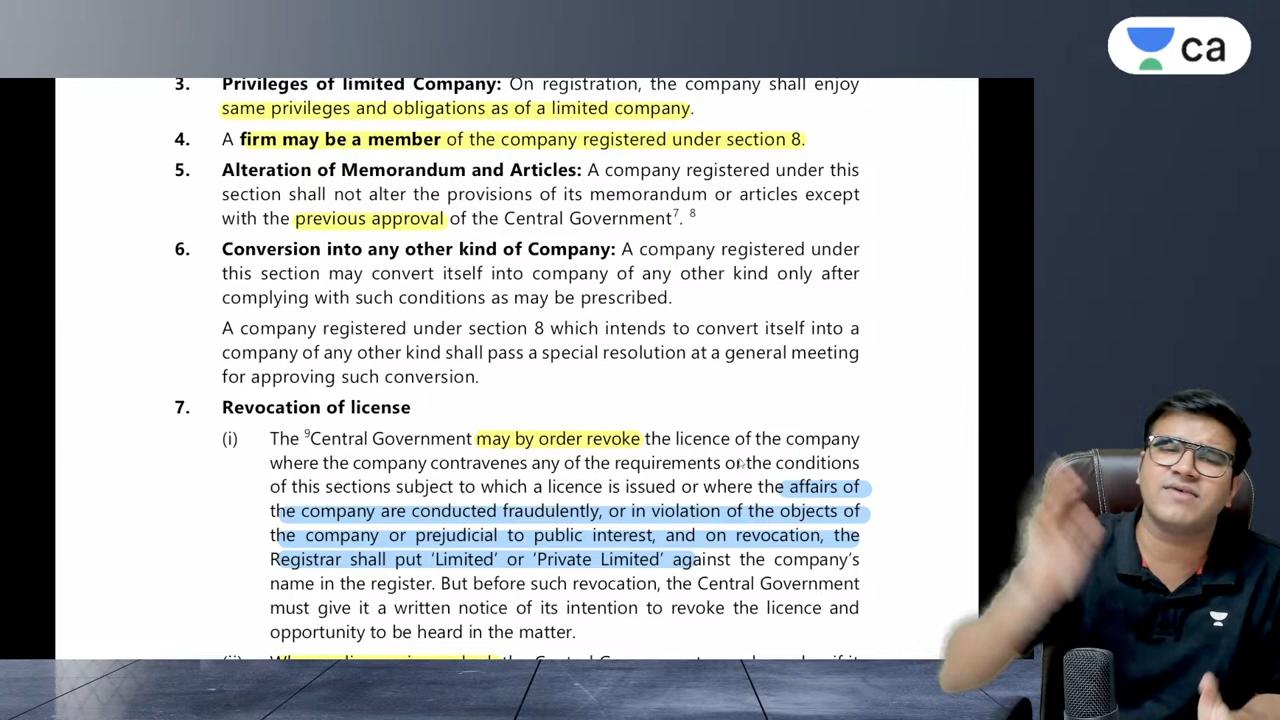 ca
3. Privileges of limited Company: On registration, the company shall enjoy
same privileges and obligations as of a limited company.
4. A firm may be a member of the company registered under section 8.
5. Alteration of Memorandum and Articles: A company registered under this
section shall not alter the provisions of its memorandum or articles except
with the previous approval of the Central Government7. 8
6. Conversion into any other kind of Company: A company registered under
this section may convert itself into company of any other kind only after
complying with such conditions as may be prescribed.
A company registered under section 8 which intends to convert itself into a
company of any other kind shall pass a special resolution at a general meeting
for approving such conversion.
7. Revocation of license
(i) The 9Central Government may by order revoke the licence of the company
where the company contravenes any of the requirements or the conditions
of this sections subject to which a licence is issued or where the affairs of
the company are conducted fraudulently, or in violation of the objects of
the company or prejudicial to public interest, and on revocation, the
Registrar shall put ‘Limited’ or ‘Private Limited’ against the company’s
name in the register. But before such revocation, the Central Government
must give it a written notice of its intention to revoke the licence and
opportunity to be heard in the matter.